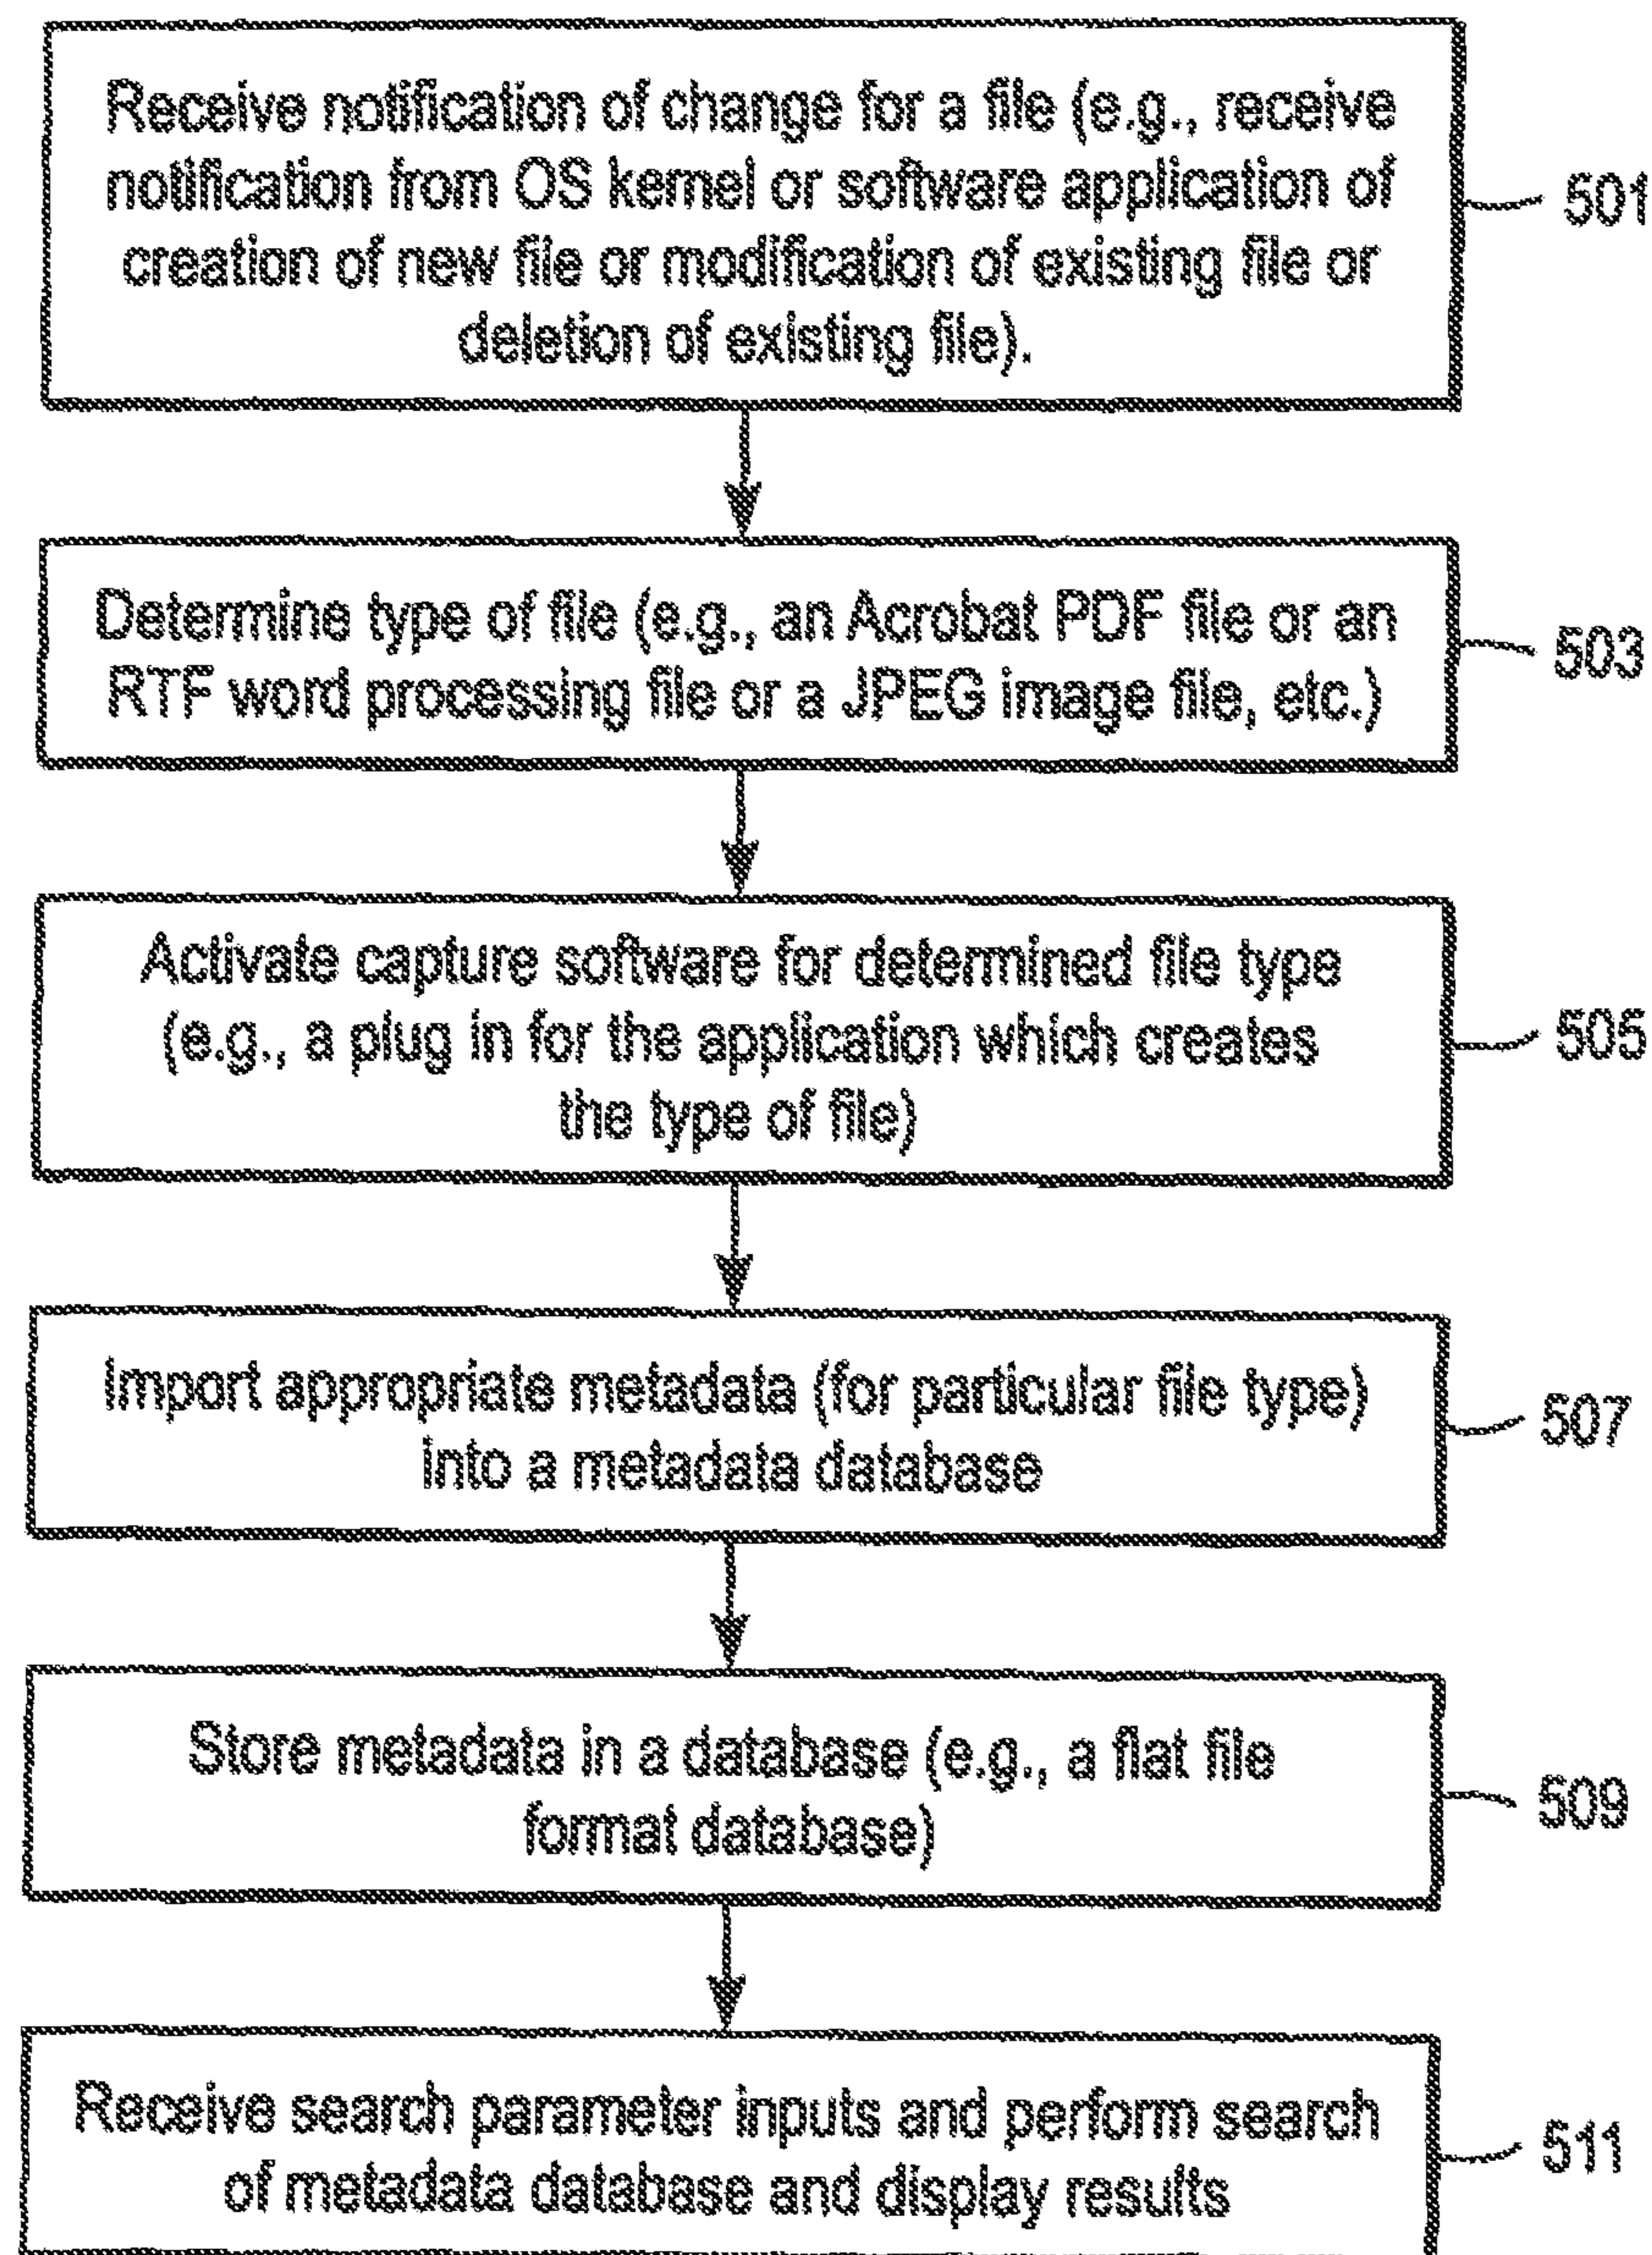 Receive notification of change for a file (e.g., receive
notification from OS kernel or software application of
creation of new file or modification of existing file or
deletion of existing file).
501
Determine type of file (e.g., an Acrobat PDF file or an
RTF word processing file or a JPEG image file, etc.)
503
Activate capture software for determined file type
(e.g., a plug in for the application which creates
the type of file)
505
Import appropriate metadata (for particular file type)
into a metadata database
507
Store metadata in a database (e.g., a flat file
format database)
509
Receive search parameter inputs and perform search
of metadata database and display results
511